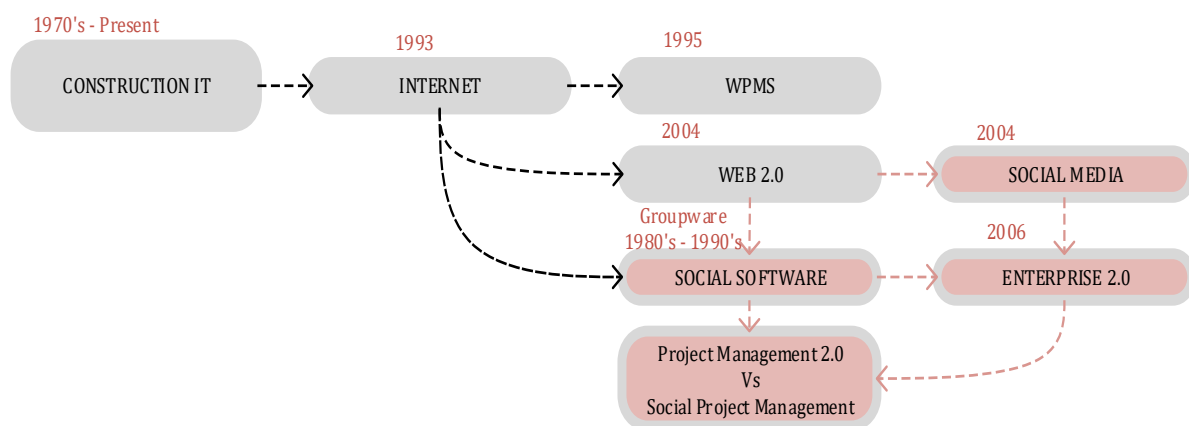 1970's - Present
CONSTRUCTION IT
1993
INTERNET
1995
WPMS
2004
WEB 2.0
2004
SOCIAL MEDIA
Groupware
1980's - 1990's
SOCIAL SOFTWARE
2006
ENTERPRISE 2.0
Project Management 2.0
Vs
Social Project Management